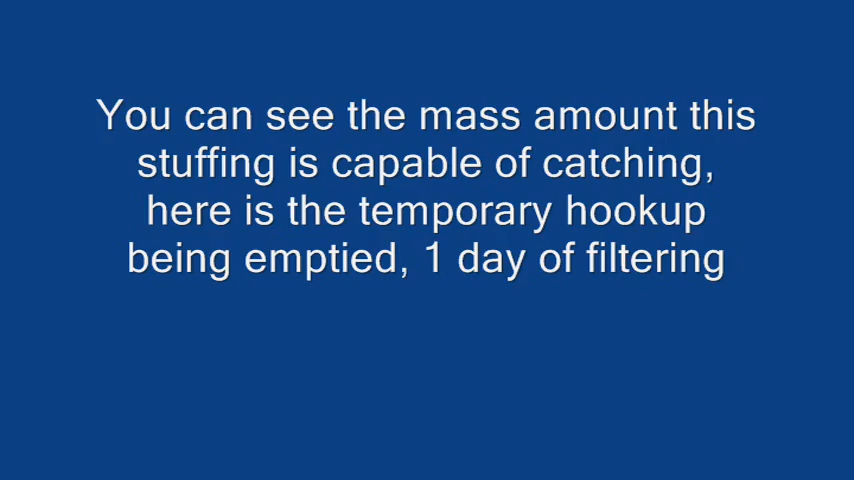 You can see the mass amount this
stuffing is capable of catching,
here is the temporary hookup
being emptied, 1 day of filtering